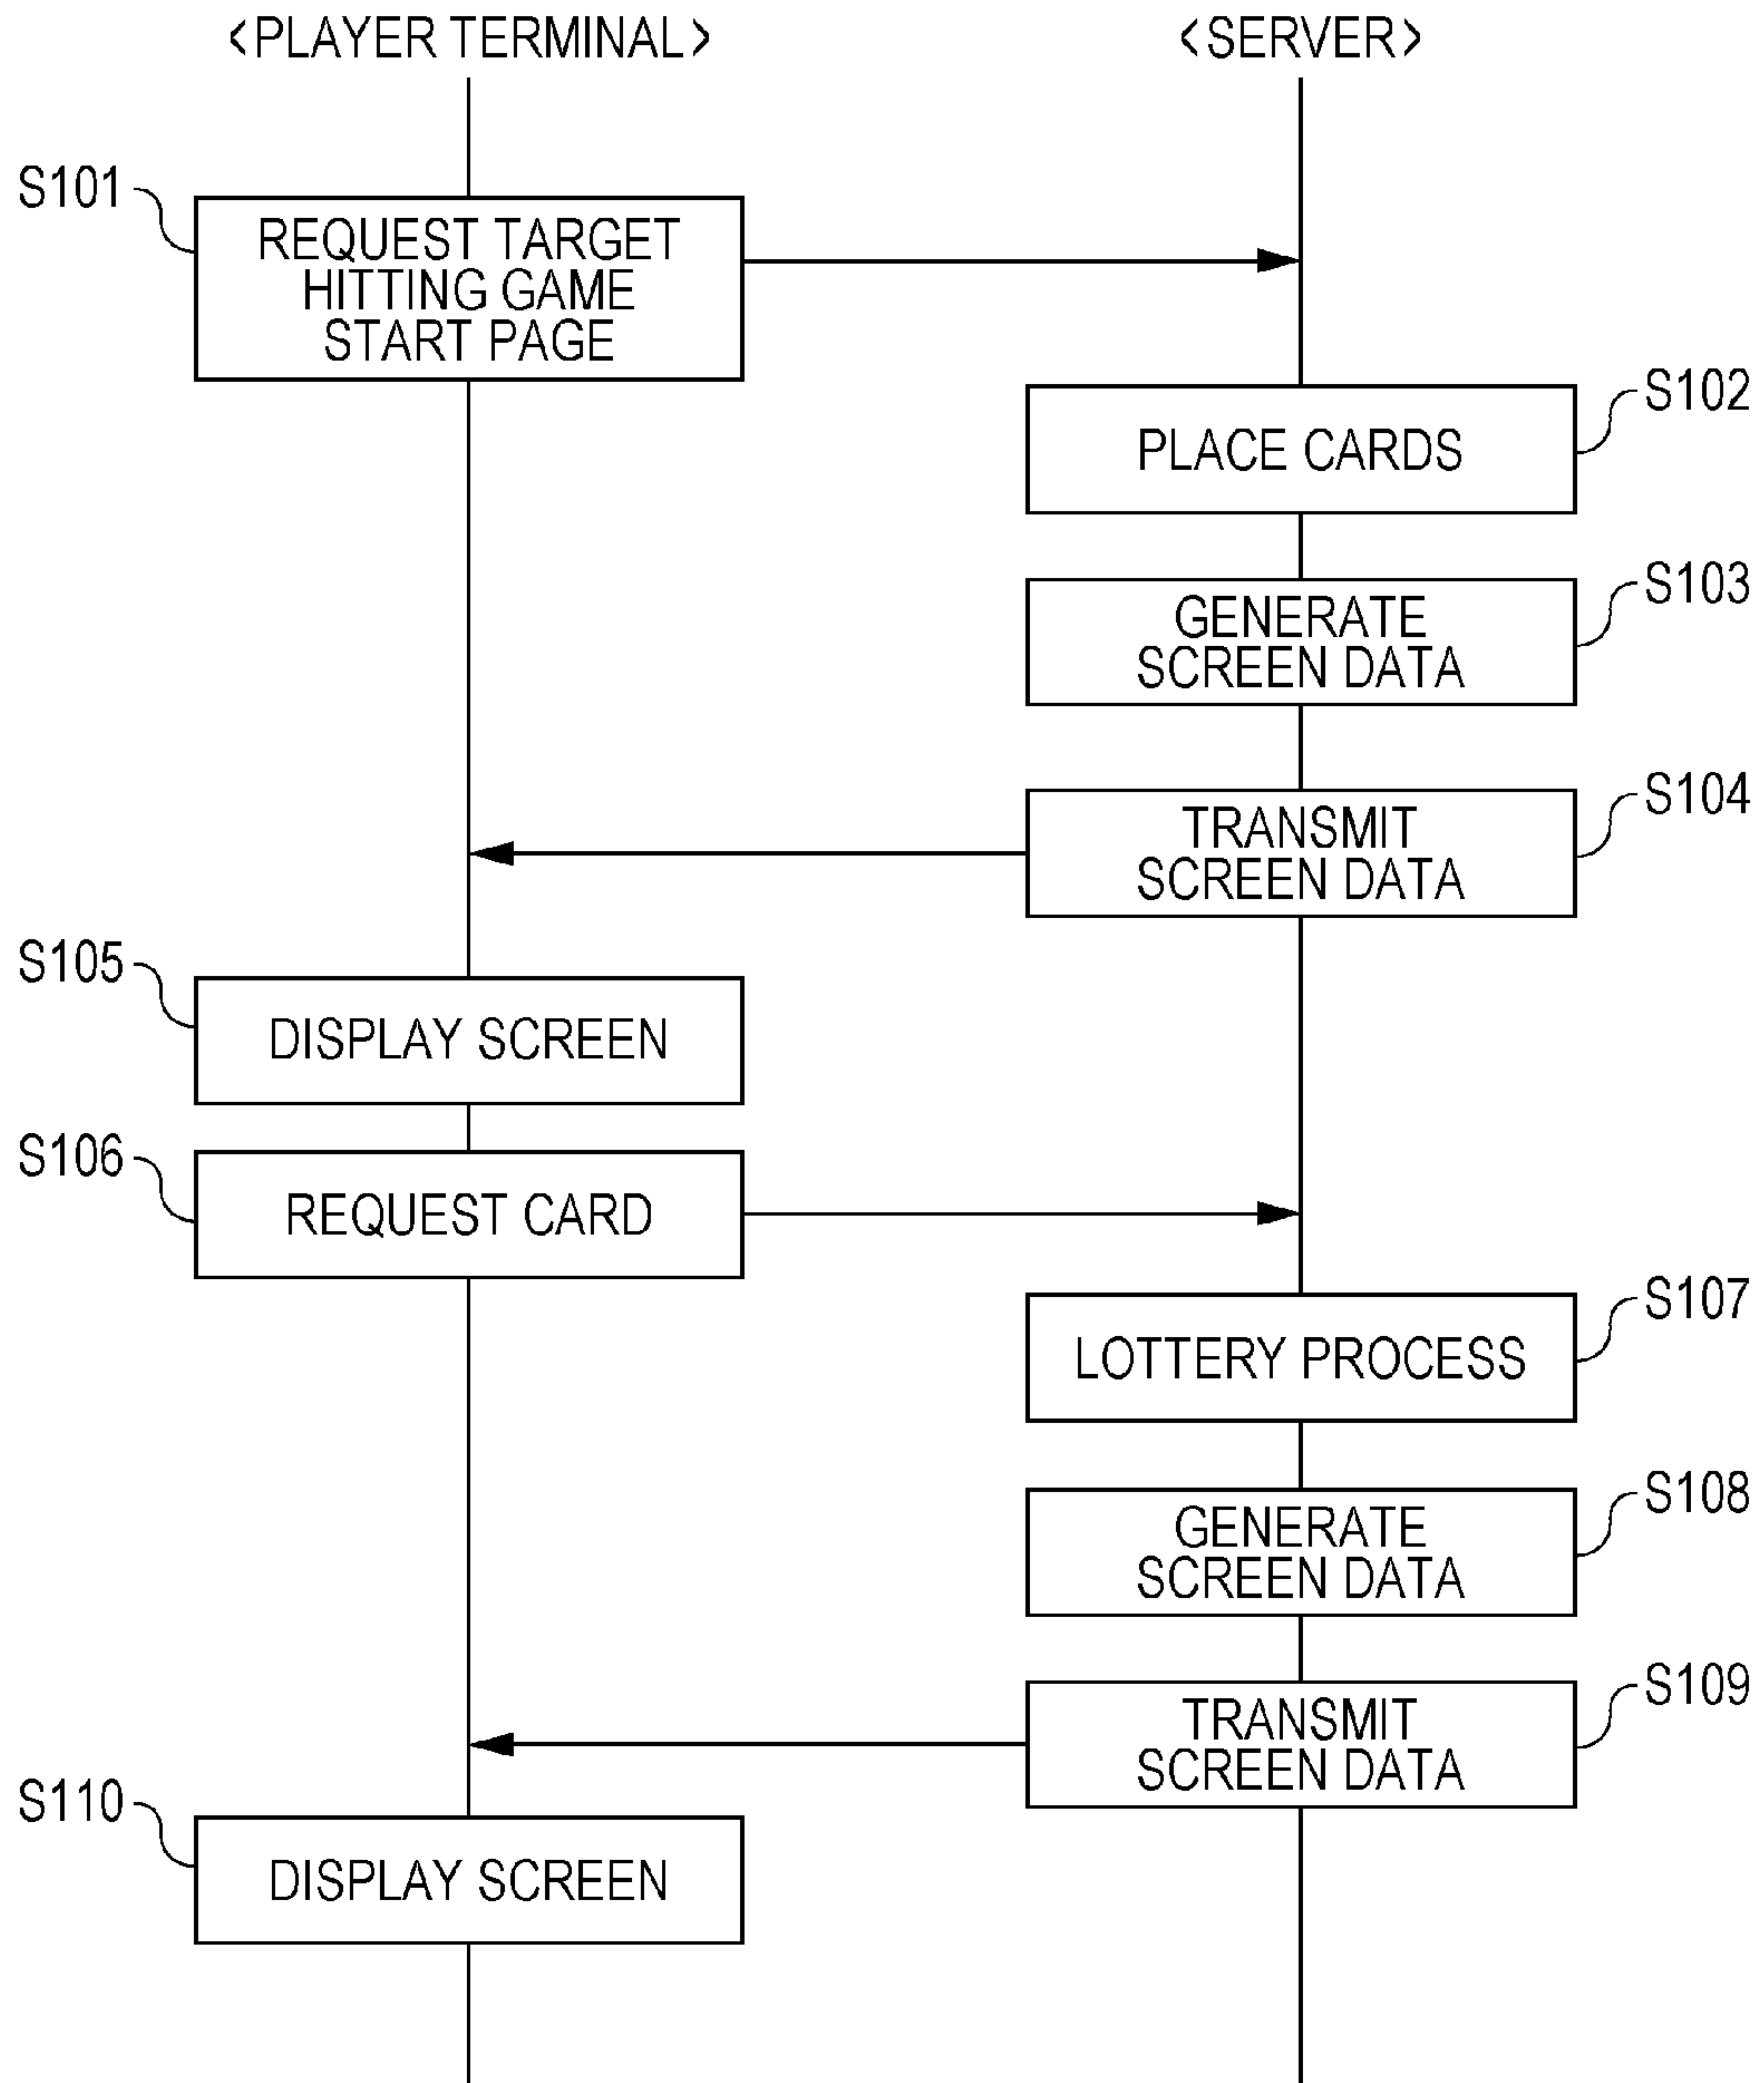 <PLAYER TERMINAL>
<SERVER>
S101
REQUEST TARGET
HITTING GAME
START PAGE
S102
PLACE CARDS
S103
GENERATE
SCREEN DATA
S104
TRANSMIT
SCREEN DATA
S105
DISPLAY SCREEN
S106
REQUEST CARD
S107
LOTTERY PROCESS
S108
GENERATE
SCREEN DATA
S109
TRANSMIT
SCREEN DATA
S110
DISPLAY SCREEN